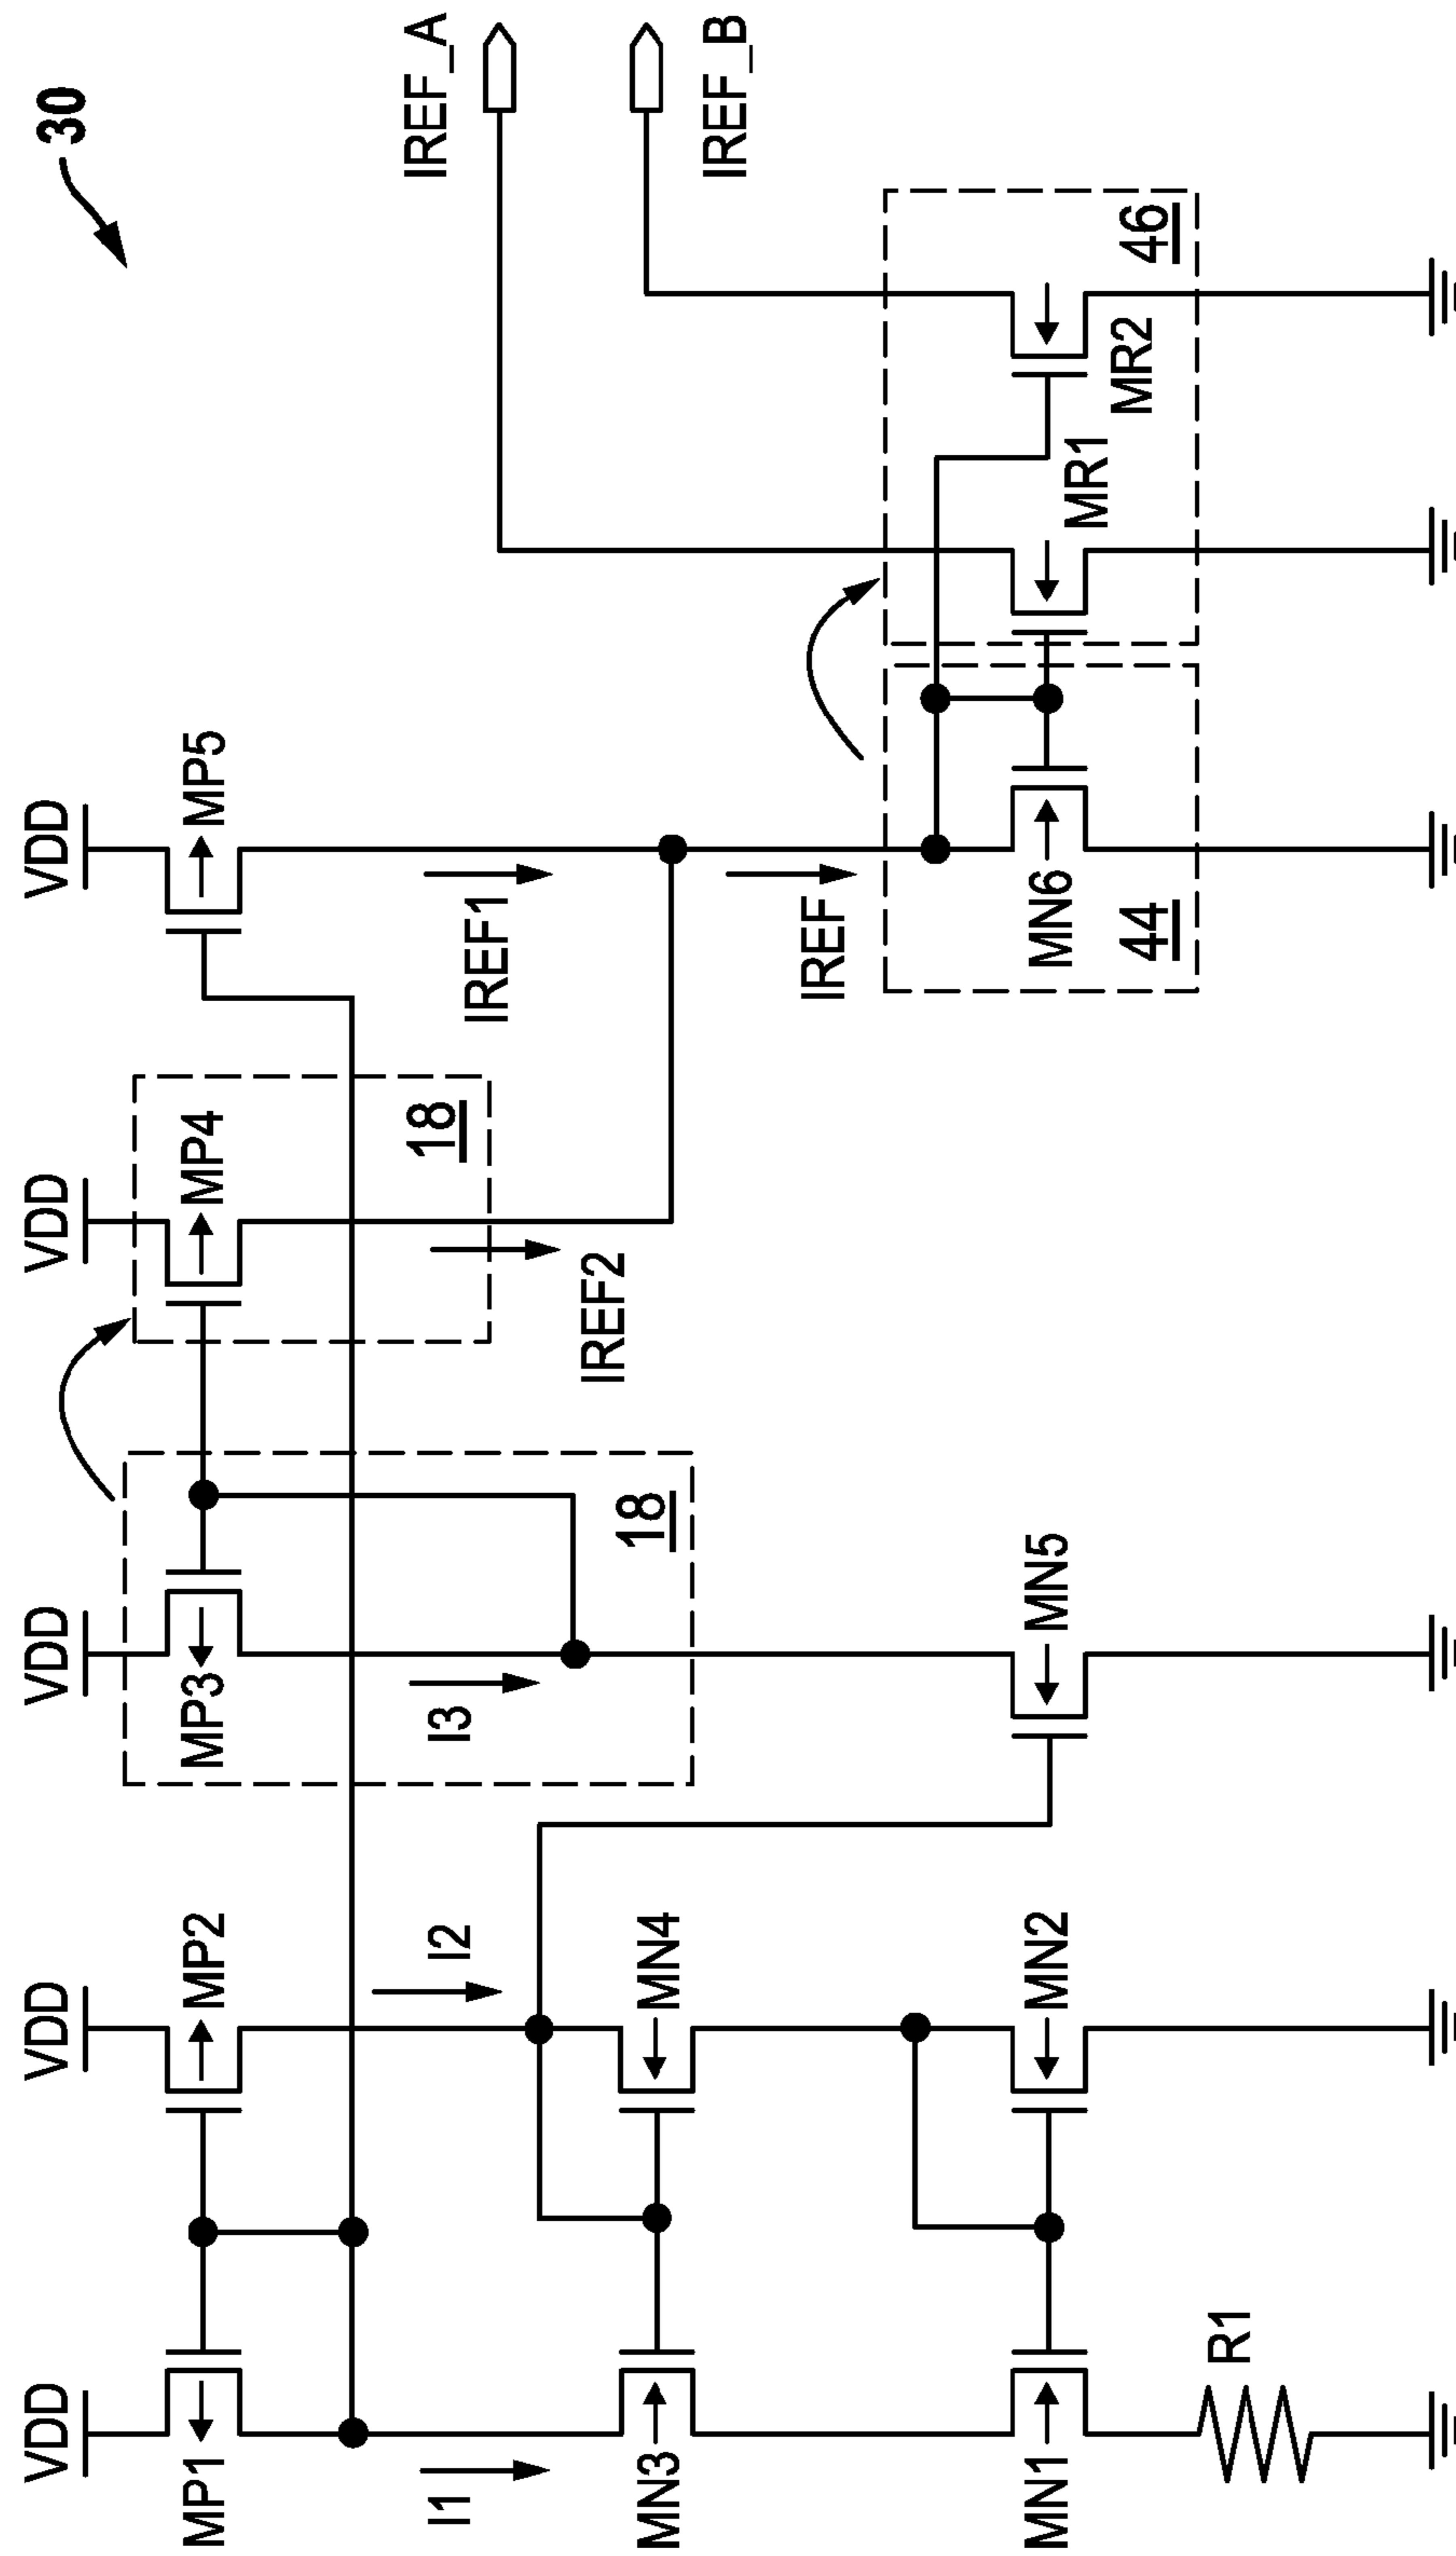 30
VDD
VDD
VDD
VDD
VDD
MP1
MP2
MP3
MP4
MP5
18
18
I1
I2
I3
IREF2
IREF1
IREF
IREF_A
IREF_B
MN3
MN4
MN1
MN2
MN5
MN6
44
MR1
MR2
46
R1